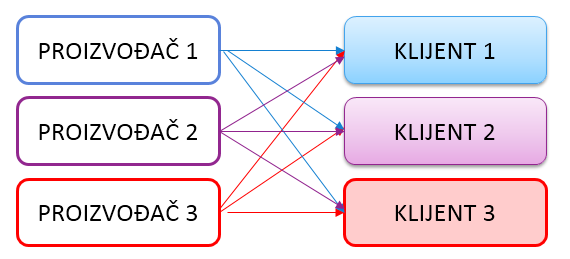 PROIZVOĐAČ 1
KLIJENT 1
PROIZVOĐAČ 2
KLIJENT 2
PROIZVOĐAČ 3
KLIJENT 3